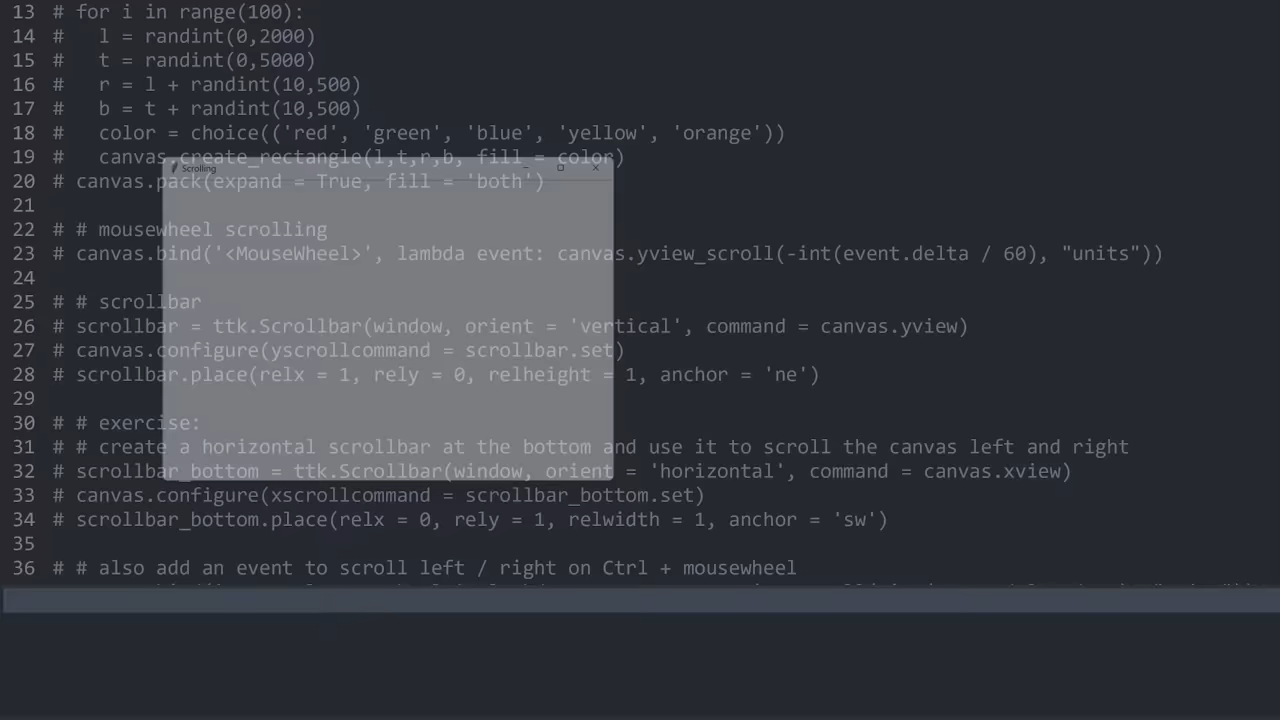 13 # for i in range(100):
14 #   l = randint(0,2000)
15 #   t = randint(0,5000)
16 #   r = l + randint(10,500)
17 #   b = t + randint(10,500)
18 #   color = choice(('red', 'green', 'blue', 'yellow', 'orange'))
19 #   canvas.create_rectangle(l,t,r,b, fill = color)
Scrolling
20 # canvas.pack(expand = True, fill = 'both')
21
22 # # mousewheel scrolling
23 # canvas.bind('<MouseWheel>', lambda event: canvas.yview_scroll(-int(event.delta / 60), "units"))
24
25 # # scrollbar
26 # scrollbar = ttk.Scrollbar(window, orient = 'vertical', command = canvas.yview)
27 # canvas.configure(yscrollcommand = scrollbar.set)
28 # scrollbar.place(relx = 1, rely = 0, relheight = 1, anchor = 'ne')
29
30 # # exercise:
31 # # create a horizontal scrollbar at the bottom and use it to scroll the canvas left and right
32 # scrollbar_bottom = ttk.Scrollbar(window, orient = 'horizontal', command = canvas.xview)
33 # canvas.configure(xscrollcommand = scrollbar_bottom.set)
34 # scrollbar_bottom.place(relx = 0, rely = 1, relwidth = 1, anchor = 'sw')
35
36 # # also add an event to scroll left / right on Ctrl + mousewheel